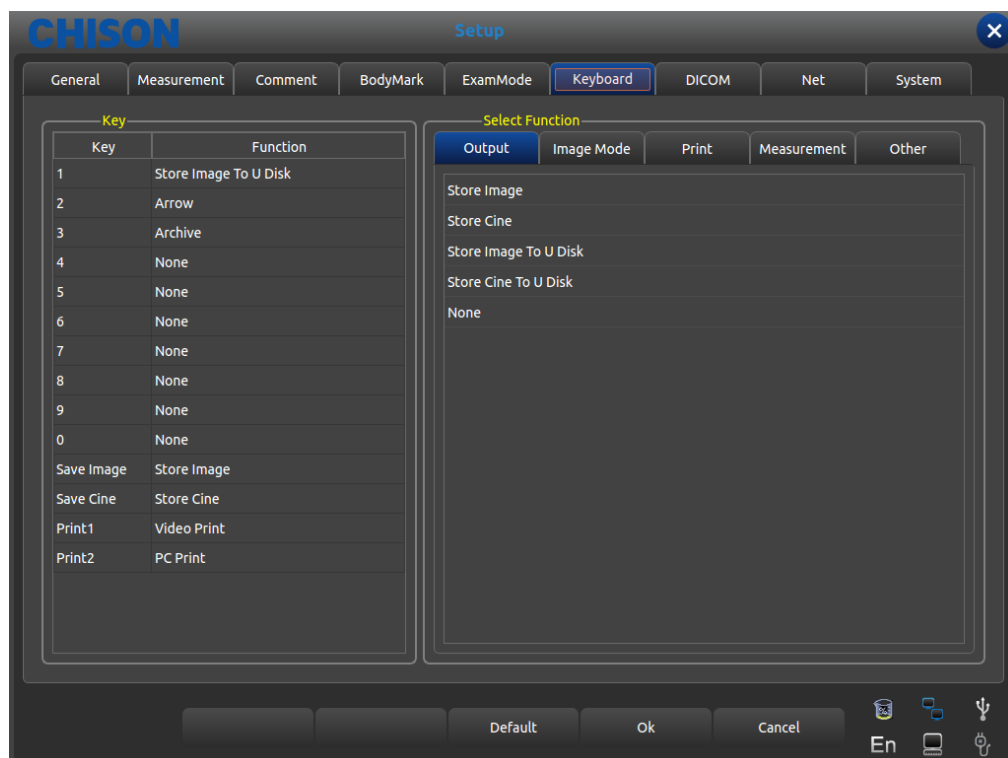 CHISON
Setup
General Measurement Comment BodyMark ExamMode Keyboard DICOM Net System
Key
Key Function
1 Store Image To U Disk
2 Arrow
3 Archive
4 None
5 None
6 None
7 None
8 None
9 None
0 None
Save Image Store Image
Save Cine Store Cine
Print1 Video Print
Print2 PC Print
Select Function
Output Image Mode Print Measurement Other
Store Image
Store Cine
Store Image To U Disk
Store Cine To U Disk
None
Default Ok Cancel
En